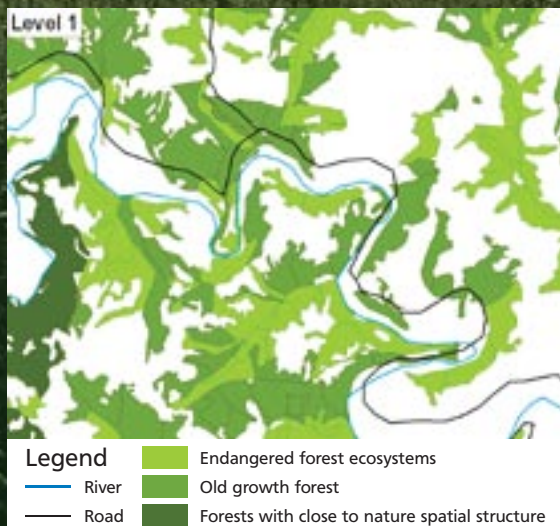 Level 1
Legend
River
Road
Endangered forest ecosystems
Old growth forest
Forests with close to nature spatial structure